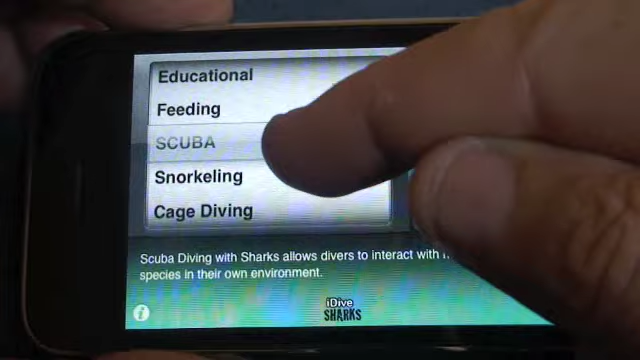 Educational
Feeding
SCUBA
Snorkeling
Cage Diving
Scuba Diving with Sharks allows divers to interact with
species in their own environment.
iDive
SHARKS